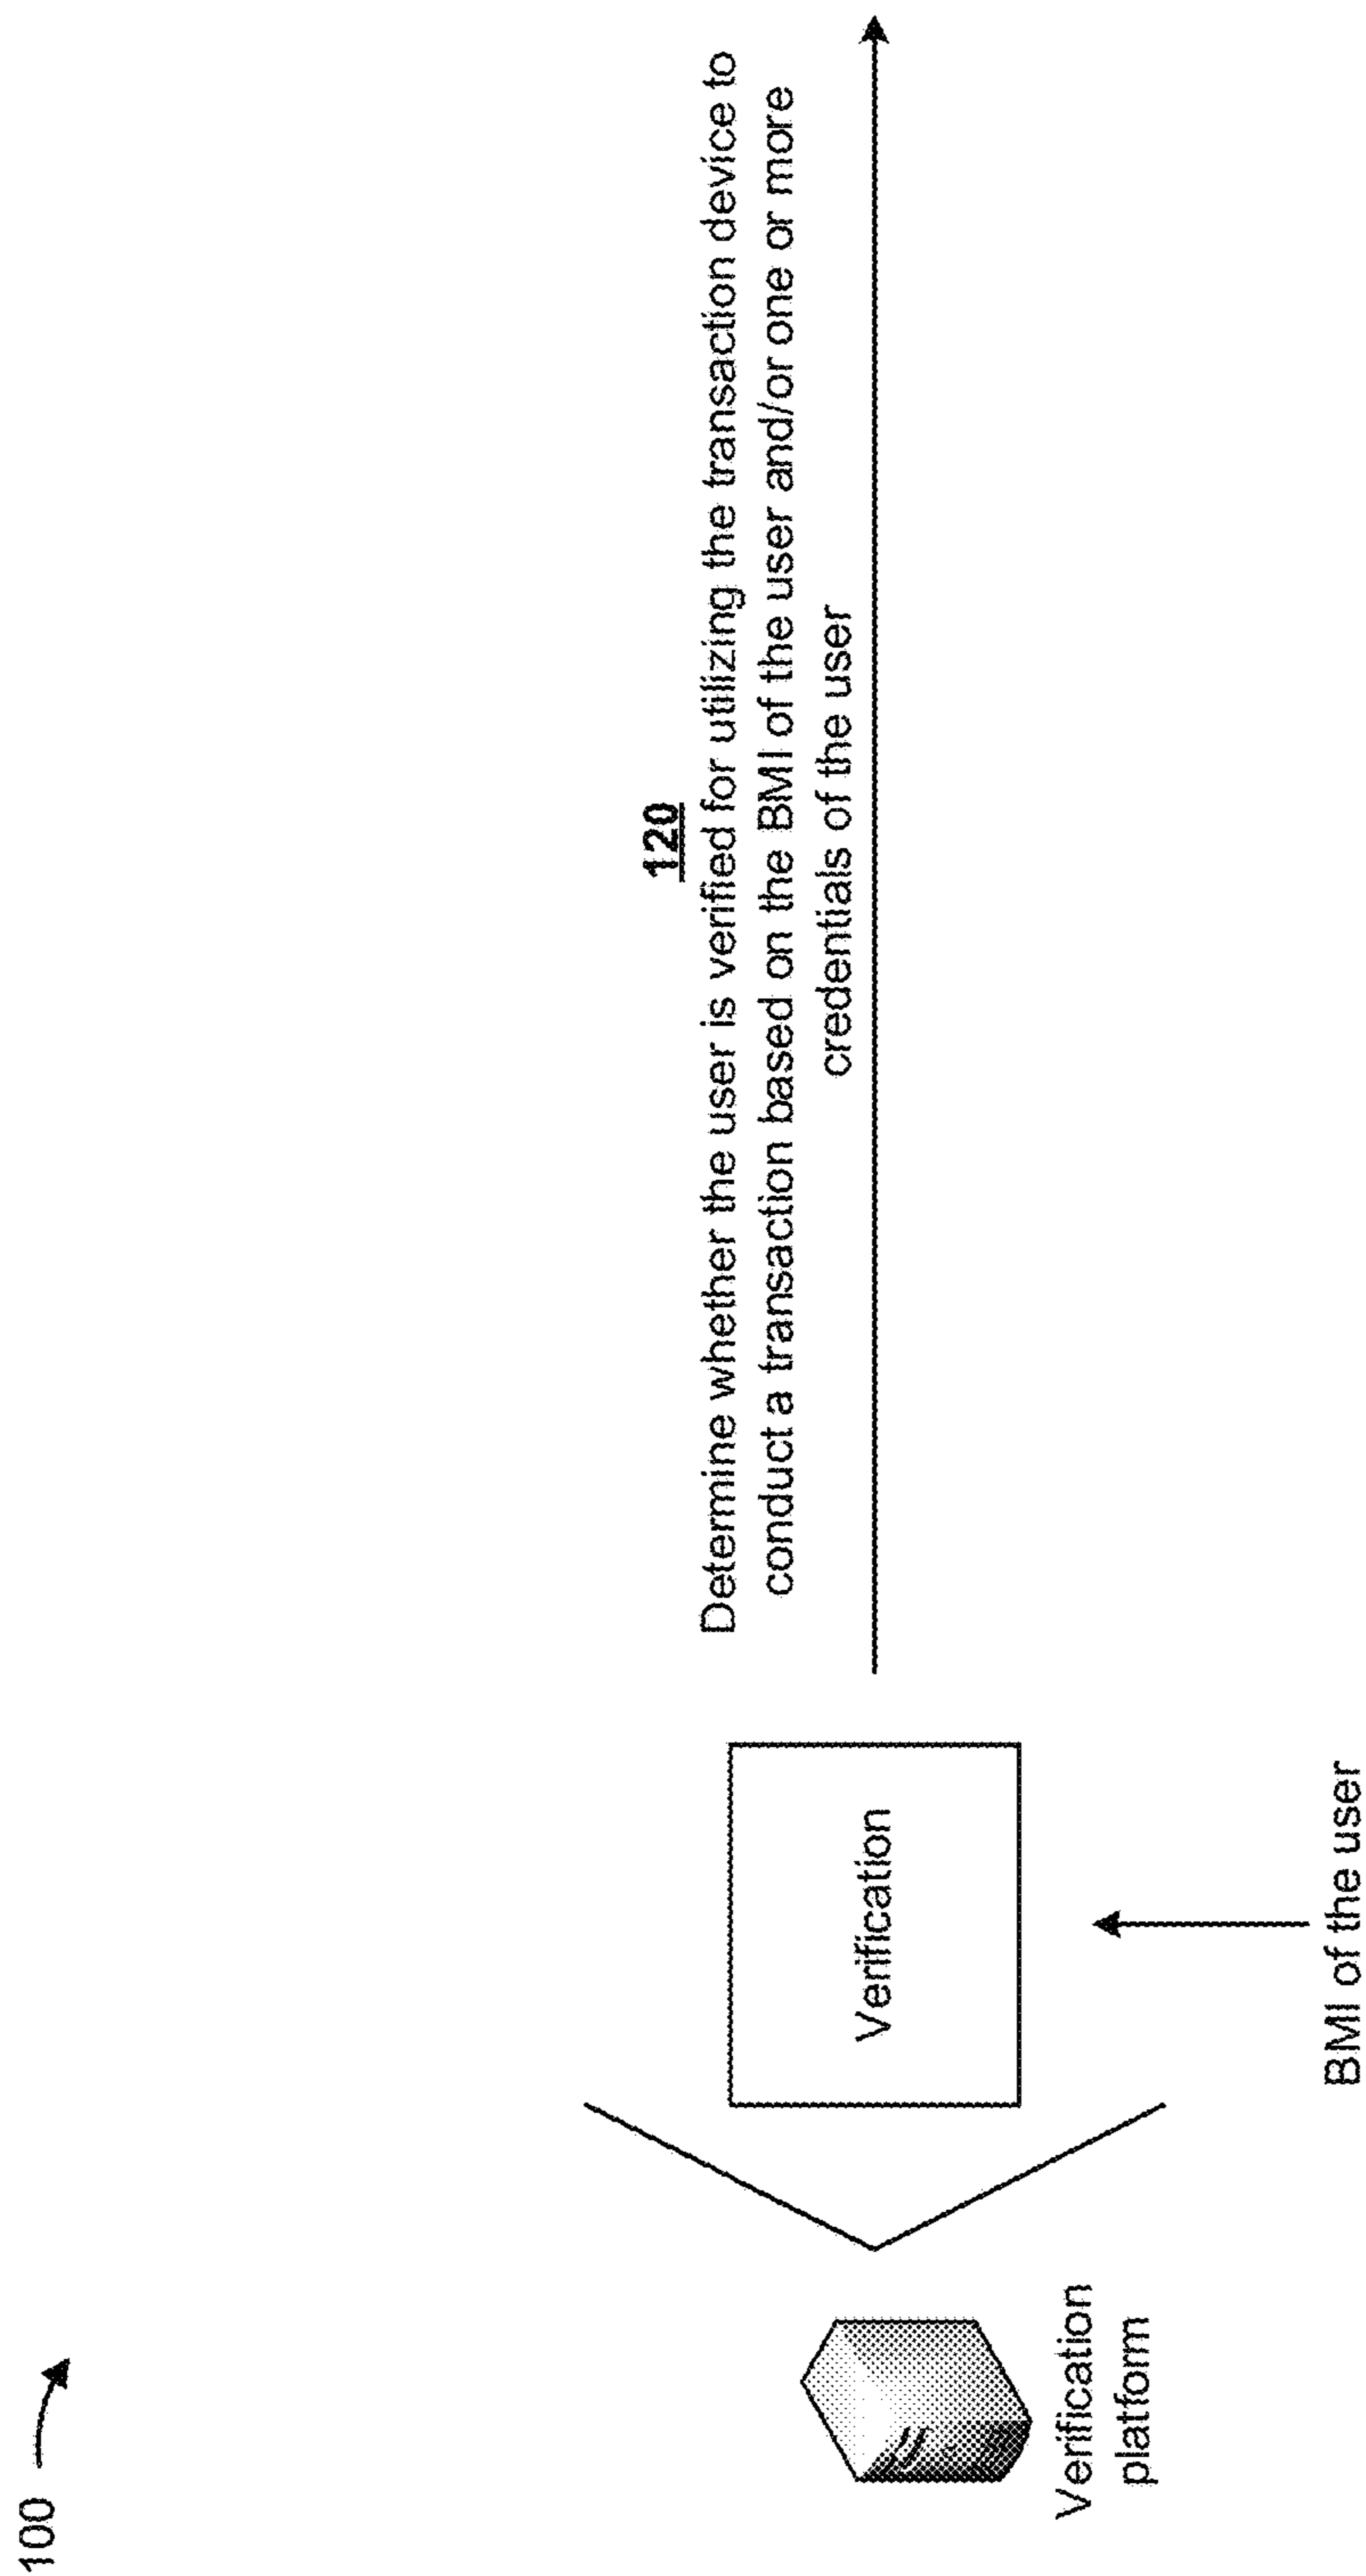 100
120
Determine whether the user is verified for utilizing the transaction device to
conduct a transaction based on the BMI of the user and/or one or more
credentials of the user
Verification
Verification
platform
BMI of the user